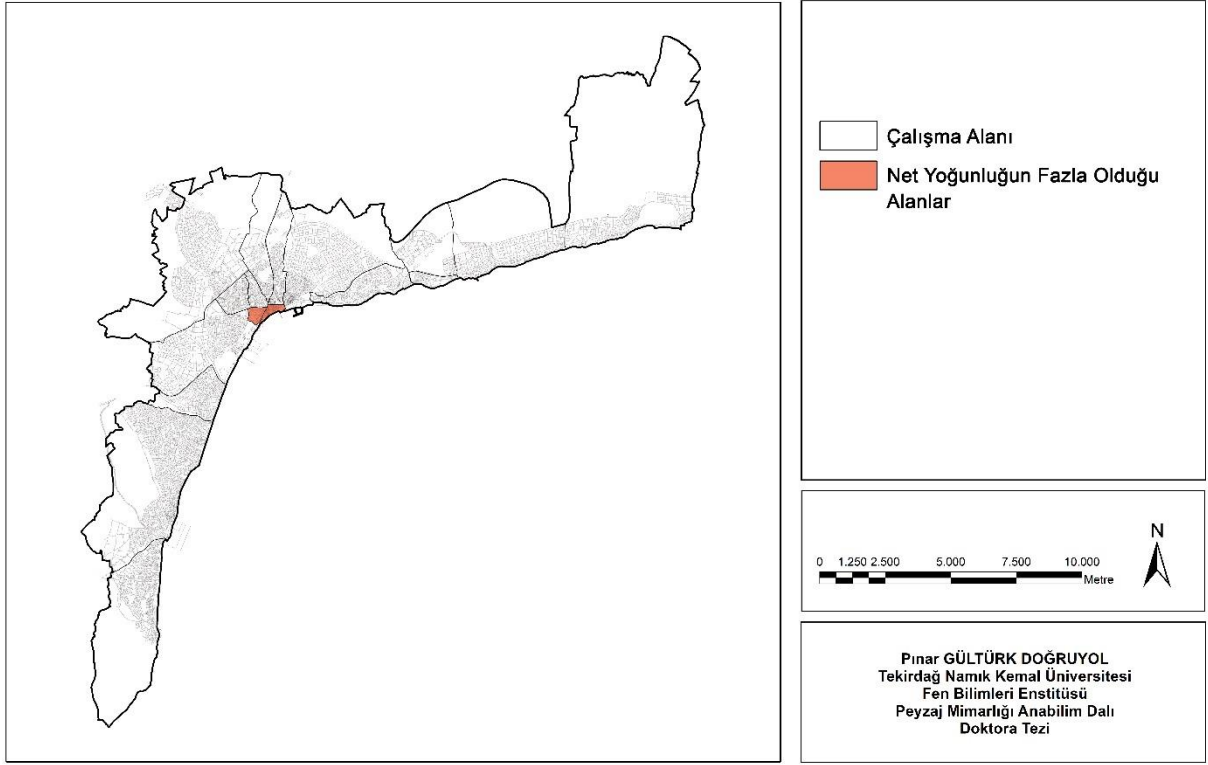 Çalışma Alanı
Net Yoğunluğun Fazla Olduğu
Alanlar
N
0 1.250 2.500 5.000 7.500 10.000
Metre
Pınar GÜLTÜRK DOĞRUYOL
Tekirdağ Namık Kemal Üniversitesi
Fen Bilimleri Enstitüsü
Peyzaj Mimarlığı Anabilim Dalı
Doktora Tezi